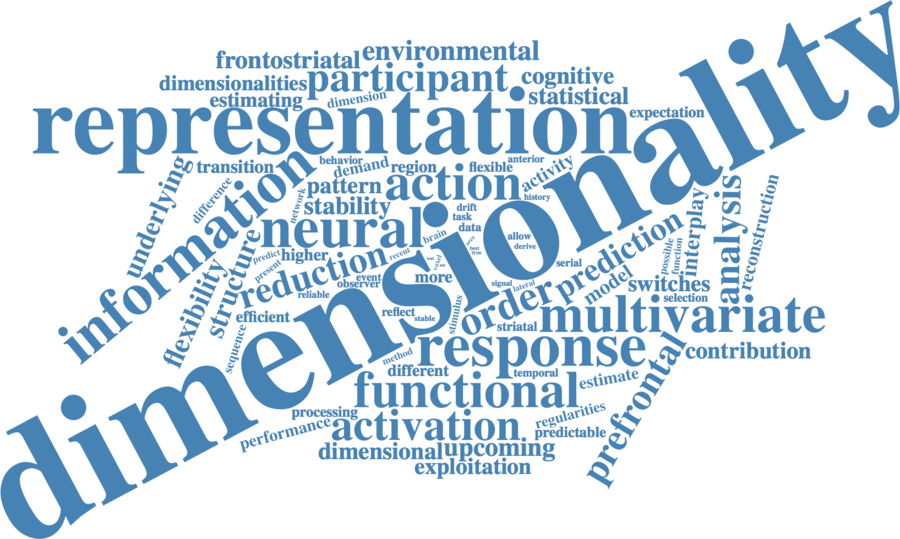 frontostriatal
environmental
dimensionalities
participant
cognitive
estimating
dimension
statistical
representation
expectation
dimensionality
underlying
transition
behavior
demand
region
flexible
anterior
activity
difference
information
network
pattern
action
history
stability
drift
task
data
neural
brain
allow
derive
best
true
interplay
analysis
reconstruction
possible
function
flexibility
structure
predict
present
higher
reduction
recent
event
observer
more
reliable
serial
signal
lateral
order
prediction
model
switches
selection
efficient
sequence
reflect
stable
stimulus
striatal
multivariate
method
response
different
temporal
prefrontal
contribution
functional
estimate
processing
performance
activation
regularities
predictable
dimensional
upcoming
exploitation